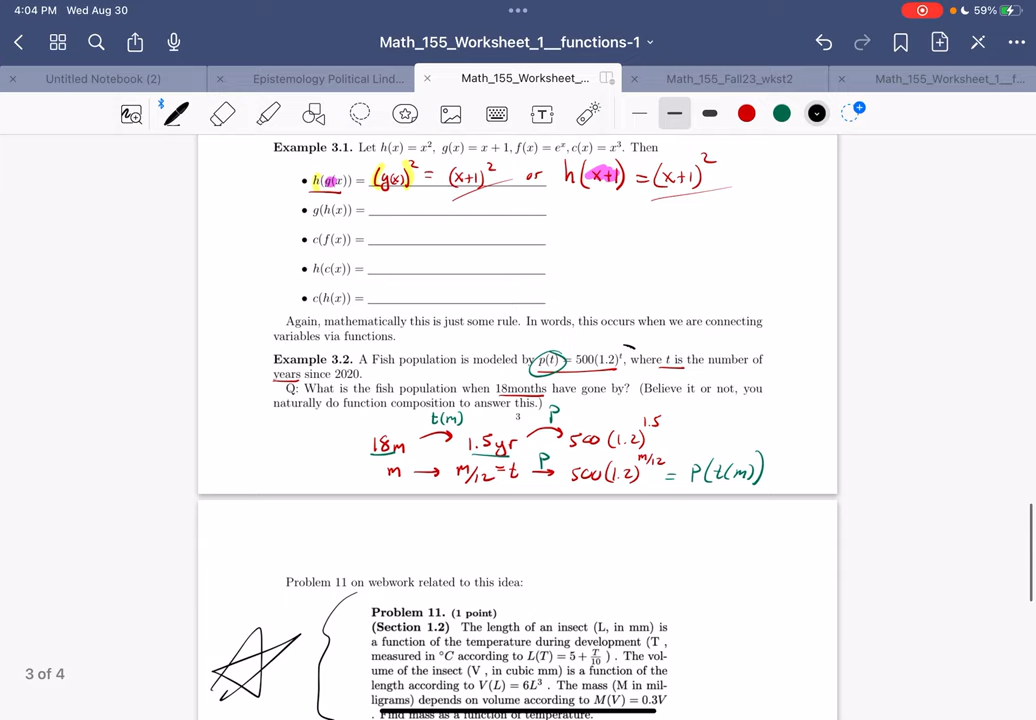 4:04 PM Wed Aug 30
59%
Math_155_Worksheet_1__functions-1
Untitled Notebook (2)
Epistemology Political Lind...
Math_155_Worksheet_...
Math_155_Fall23_wkst2
Math_155_Worksheet_1__f...
Example 3.1. Let h(x) = x², g(x) = x + 1, f(x) = eˣ, c(x) = x³. Then
• h(g(x)) = (g(x))² = (x+1)² or h(x+1) = (x+1)²
• g(h(x)) =
• c(f(x)) =
• h(c(x)) =
• c(h(x)) =
Again, mathematically this is just some rule. In words, this occurs when we are connecting
variables via functions.
Example 3.2. A Fish population is modeled by p(t) = 500(1.2)ᵗ, where t is the number of
years since 2020.
Q: What is the fish population when 18months have gone by? (Believe it or not, you
naturally do function composition to answer this.)
3
t(m) P
18m → 1.5yr → 500(1.2)^1.5
m → m/12 = t P → 500(1.2)^m/12 = P(t(m))
Problem 11 on webwork related to this idea:
Problem 11. (1 point)
(Section 1.2) The length of an insect (L, in mm) is
a function of the temperature during development (T ,
measured in °C according to L(T) = 5 + T/10 ). The vol-
ume of the insect (V , in cubic mm) is a function of the
length according to V(L) = 6L³ . The mass (M in mil-
ligrams) depends on volume according to M(V) = 0.3V
. Find mass as a function of temperature.
3 of 4